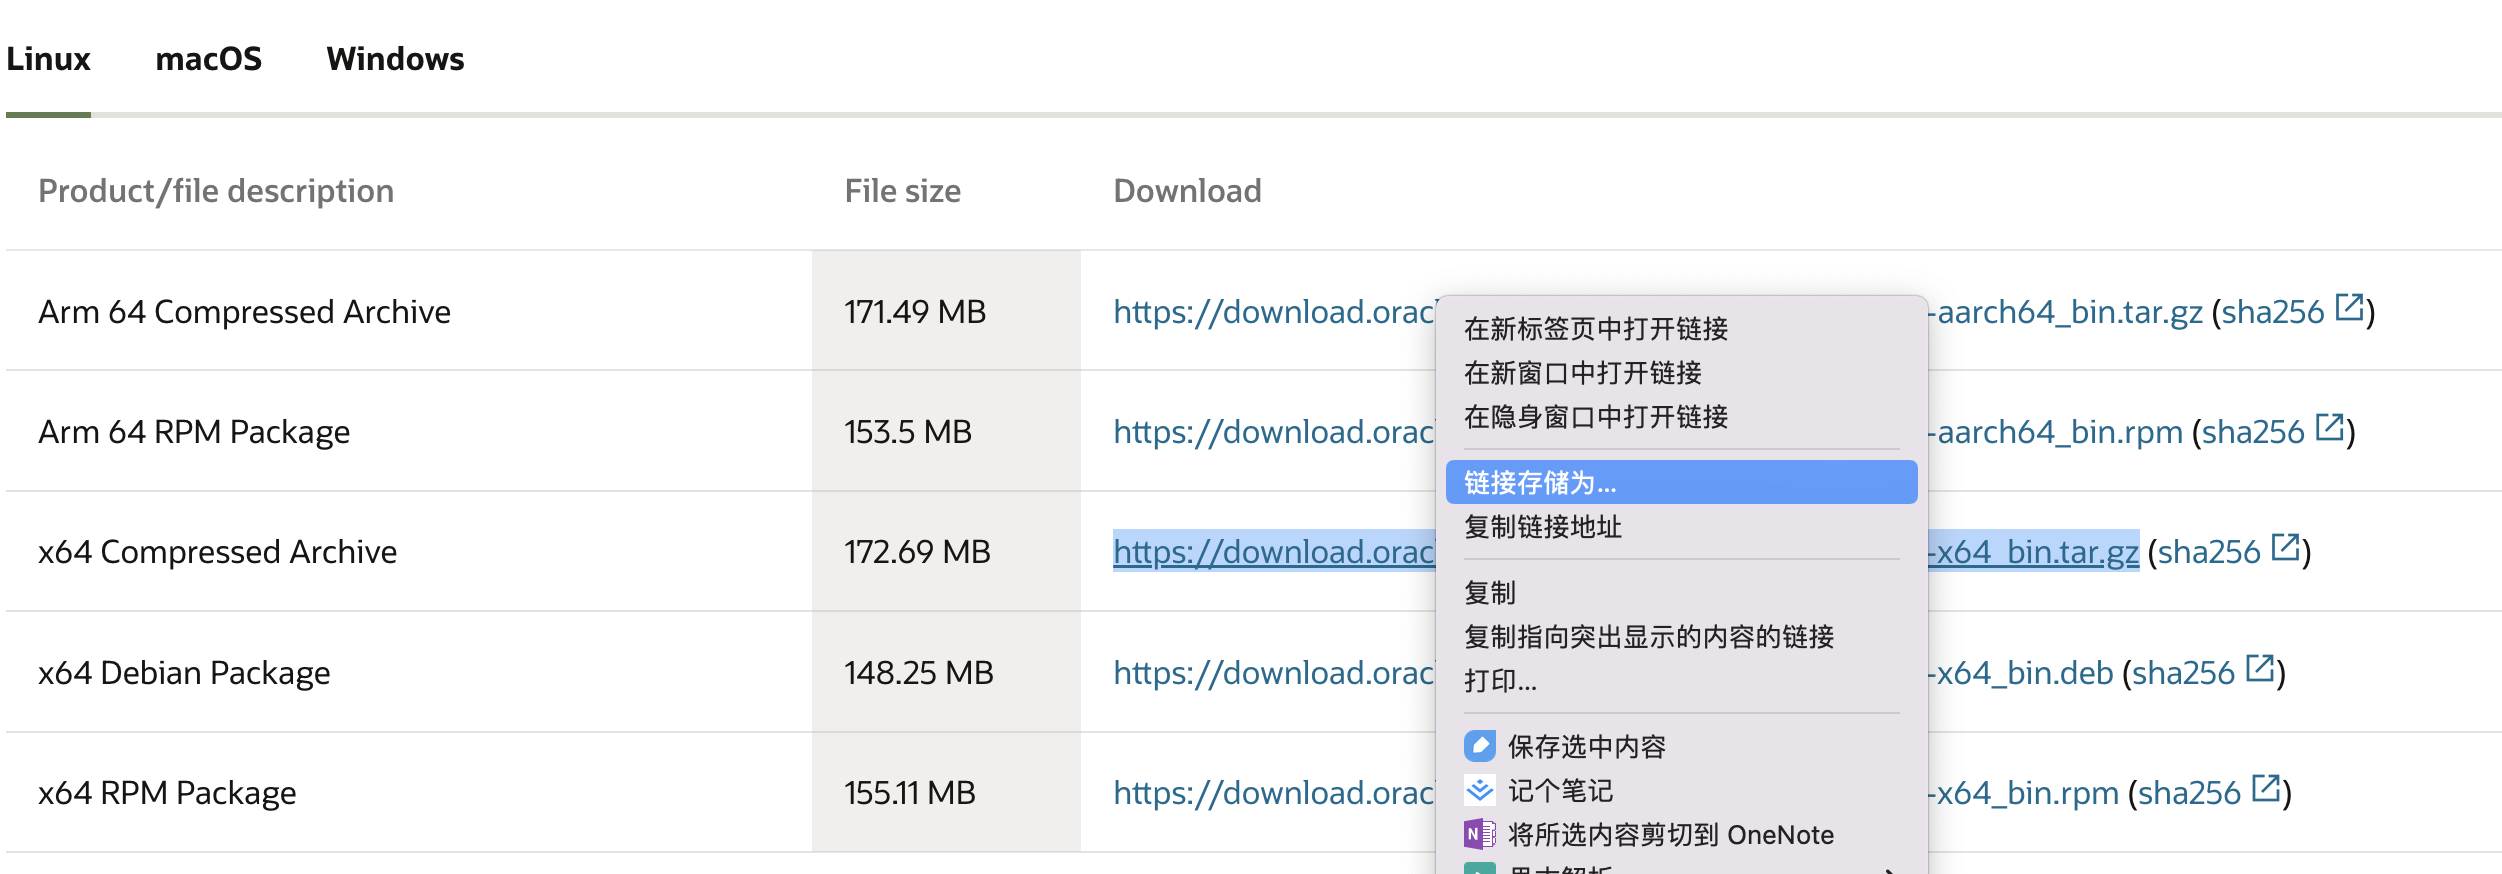 Linux macOS Windows
Product/file description File size Download
Arm 64 Compressed Archive 171.49 MB https://download.orac -aarch64_bin.tar.gz (sha256)
Arm 64 RPM Package 153.5 MB https://download.orac -aarch64_bin.rpm (sha256)
x64 Compressed Archive 172.69 MB https://download.orac -x64_bin.tar.gz (sha256)
x64 Debian Package 148.25 MB https://download.orac -x64_bin.deb (sha256)
x64 RPM Package 155.11 MB https://download.orac -x64_bin.rpm (sha256)
在新标签页中打开链接
在新窗口中打开链接
在隐身窗口中打开链接
链接存储为...
复制链接地址
复制
复制指向突出显示的内容的链接
打印...
保存选中内容
记个笔记
将所选内容剪切到 OneNote